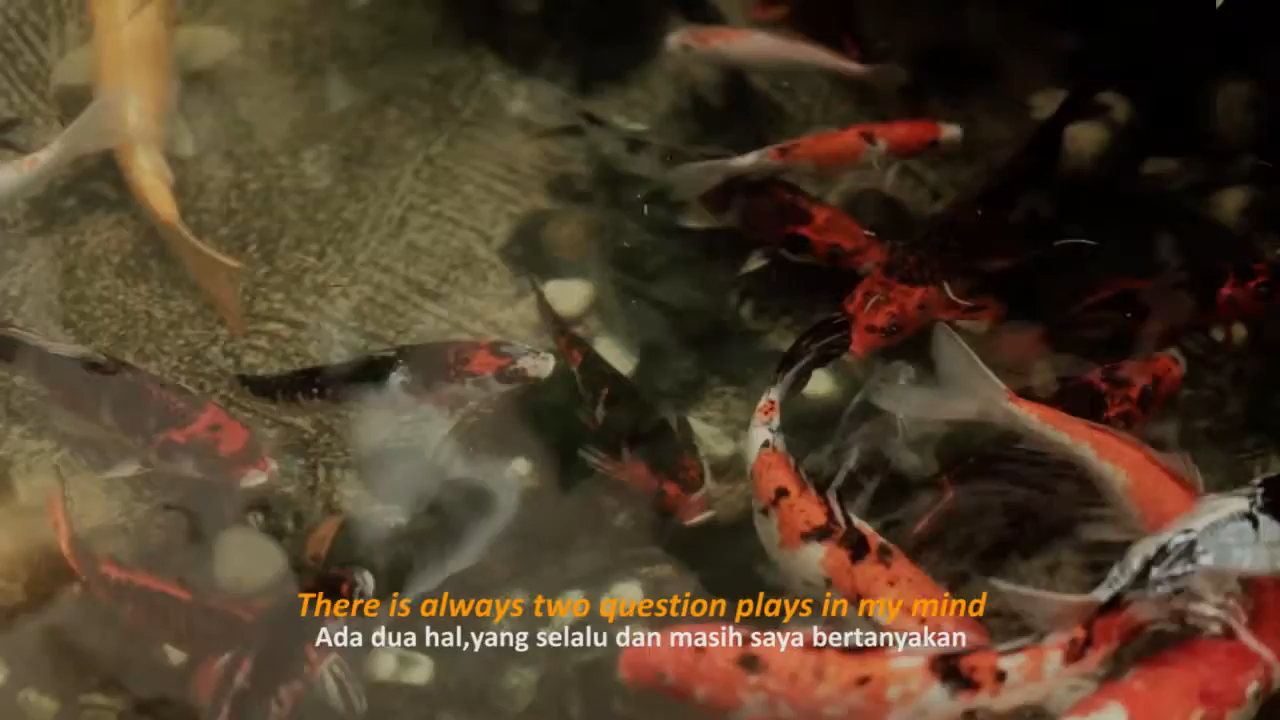 There is always two question plays in my mind
Ada dua hal,yang selalu dan masih saya bertanyakan